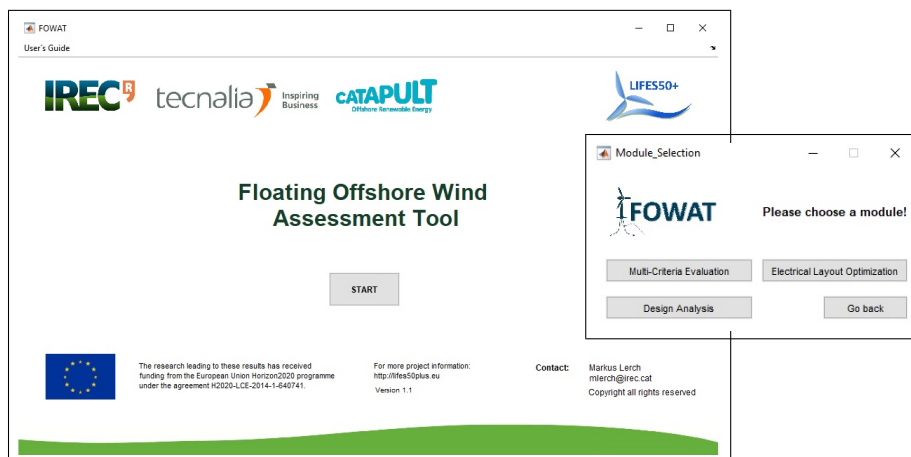 FOWAT
User's Guide
IREC
tecnalia Inspiring
Business
CATAPULT
Offshore Renewable Energy
LIFES50+
Floating Offshore Wind
Assessment Tool
START
The research leading to these results has received
funding from the European Union Horizon2020 programme
under the agreement H2020-LCE-2014-1-640741.
For more project information:
http://lifes50plus.eu
Version 1.1
Contact:
Markus Lerch
mlerch@irec.cat
Copyright all rights reserved
Module_Selection
FOWAT
Please choose a module!
Multi-Criteria Evaluation
Electrical Layout Optimization
Design Analysis
Go back